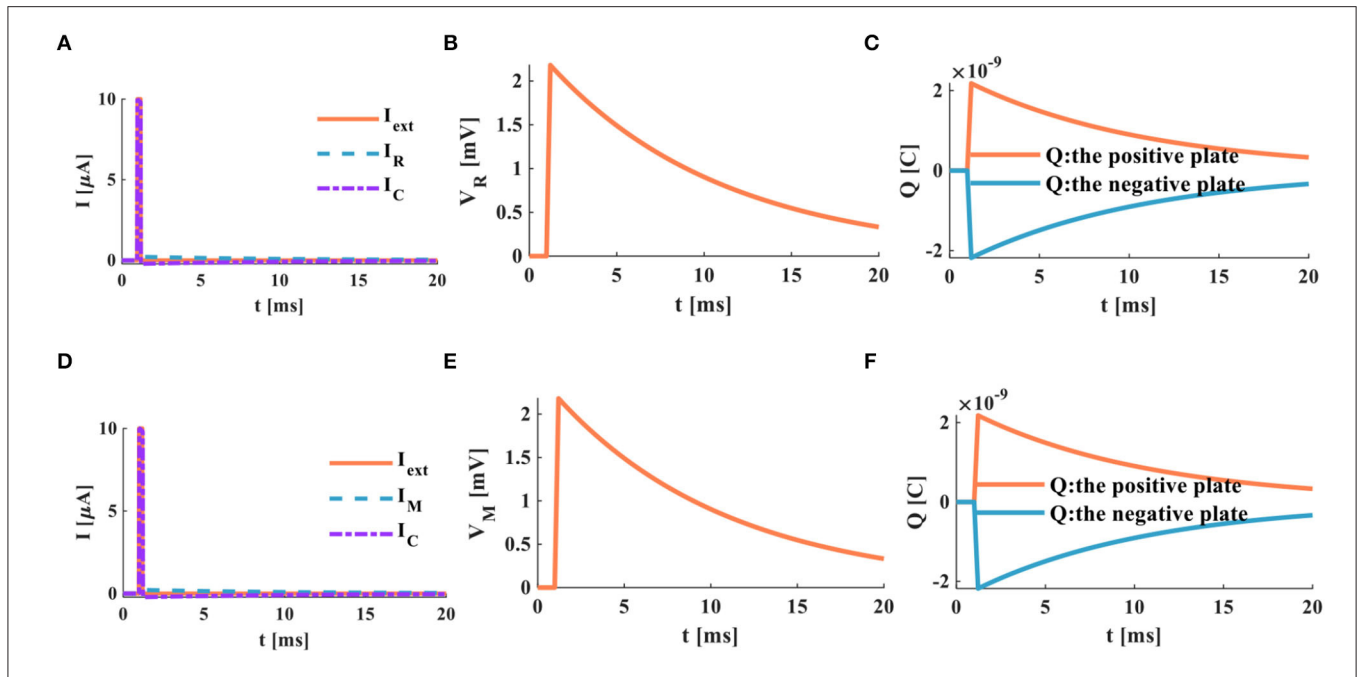 A
I [μA]
10
5
0
0 5 10 15 20
t [ms]
I_ext
I_R
I_C
B
V_R [mV]
2
1.5
1
0.5
0
0 5 10 15 20
t [ms]
C
×10^-9
Q [C]
2
0
-2
0 5 10 15 20
t [ms]
Q:the positive plate
Q:the negative plate
D
I [μA]
10
5
0
0 5 10 15 20
t [ms]
I_ext
I_M
I_C
E
V_M [mV]
2
1.5
1
0.5
0
0 5 10 15 20
t [ms]
F
×10^-9
Q [C]
2
0
-2
0 5 10 15 20
t [ms]
Q:the positive plate
Q:the negative plate